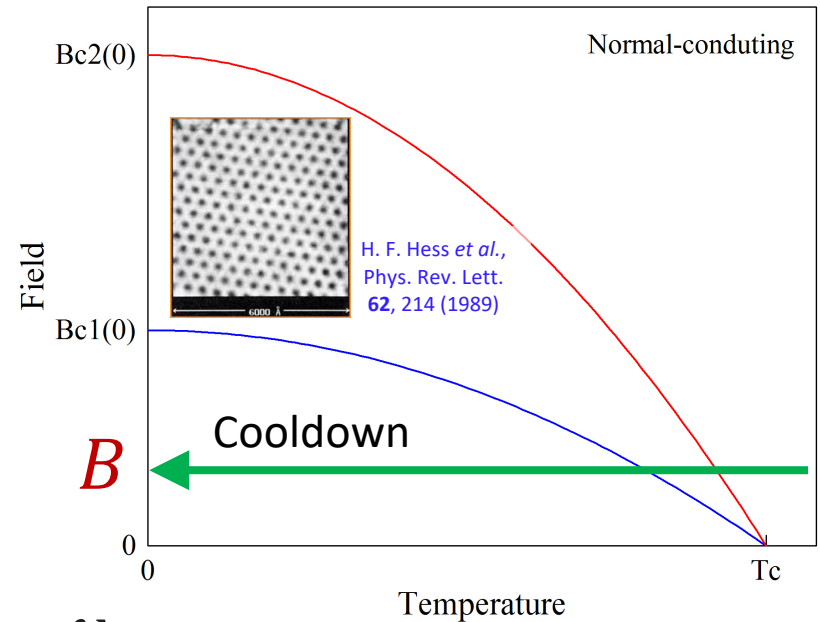 Bc2(0)
Normal-conduting
H. F. Hess et al.,
Phys. Rev. Lett.
62, 214 (1989)
6000 Å
Field
Bc1(0)
Cooldown
B
0
0
Tc
Temperature